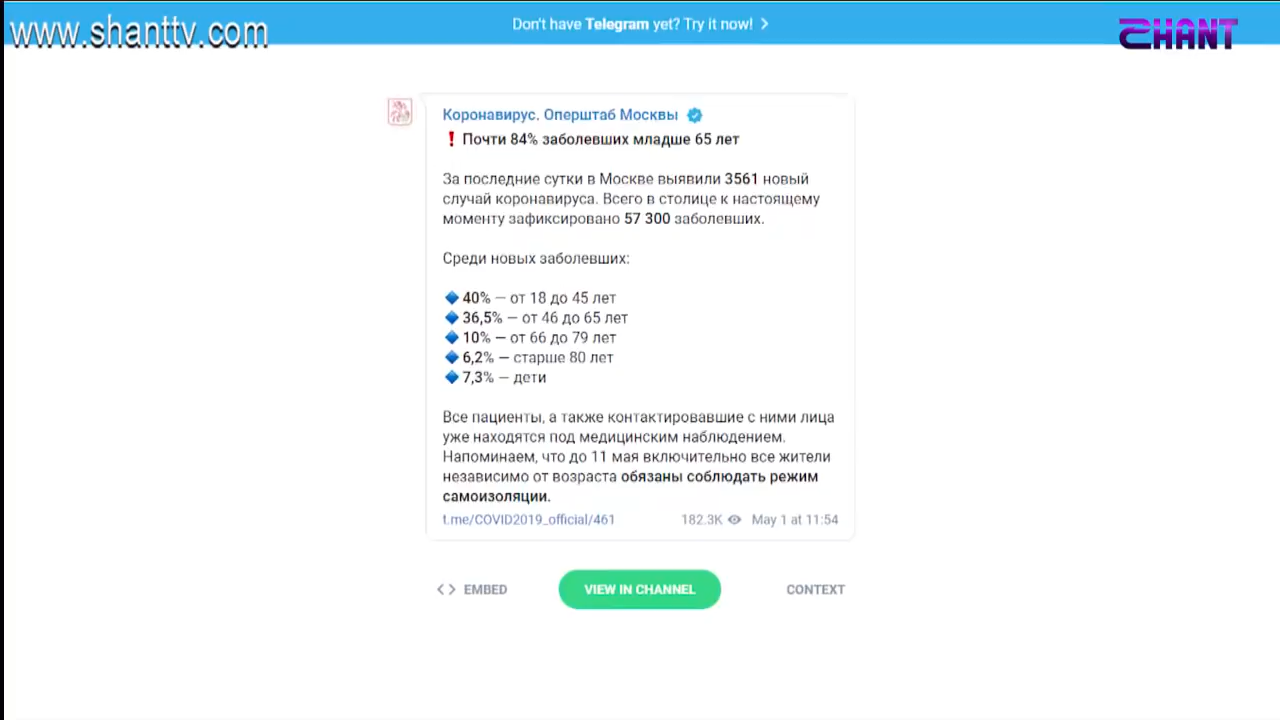 www.shanttv.com
Don't have Telegram yet? Try it now!
SHANT
Коронавирус. Оперштаб Москвы
❗ Почти 84% заболевших младше 65 лет
За последние сутки в Москве выявили 3561 новый
случай коронавируса. Всего в столице к настоящему
моменту зафиксировано 57 300 заболевших.
Среди новых заболевших:
🔷 40% — от 18 до 45 лет
🔷 36,5% — от 46 до 65 лет
🔷 10% — от 66 до 79 лет
🔷 6,2% — старше 80 лет
🔷 7,3% — дети
Все пациенты, а также контактировавшие с ними лица
уже находятся под медицинским наблюдением.
Напоминаем, что до 11 мая включительно все жители
независимо от возраста обязаны соблюдать режим
самоизоляции.
t.me/COVID2019_official/461 182.3K May 1 at 11:54
EMBED VIEW IN CHANNEL CONTEXT